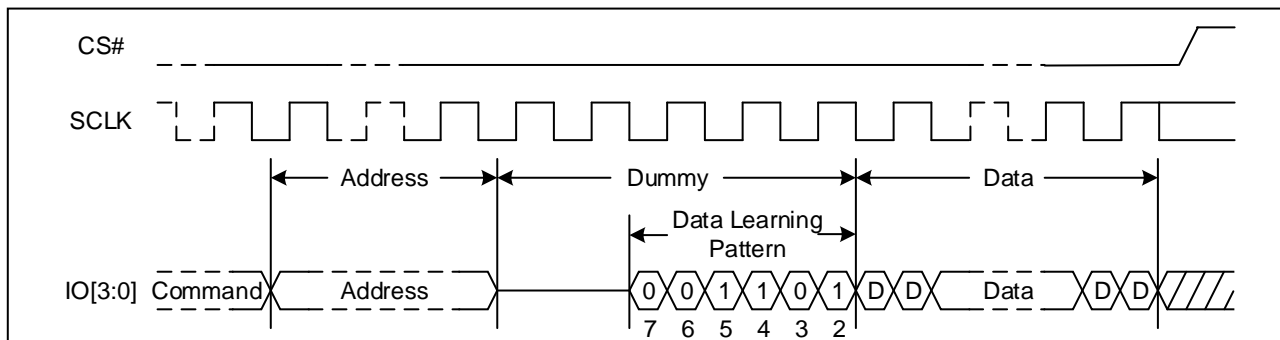 CS#
SCLK
Address Dummy Data
Data Learning
Pattern
IO[3:0] Command Address 0 0 1 1 0 1 D D Data D D
7 6 5 4 3 2